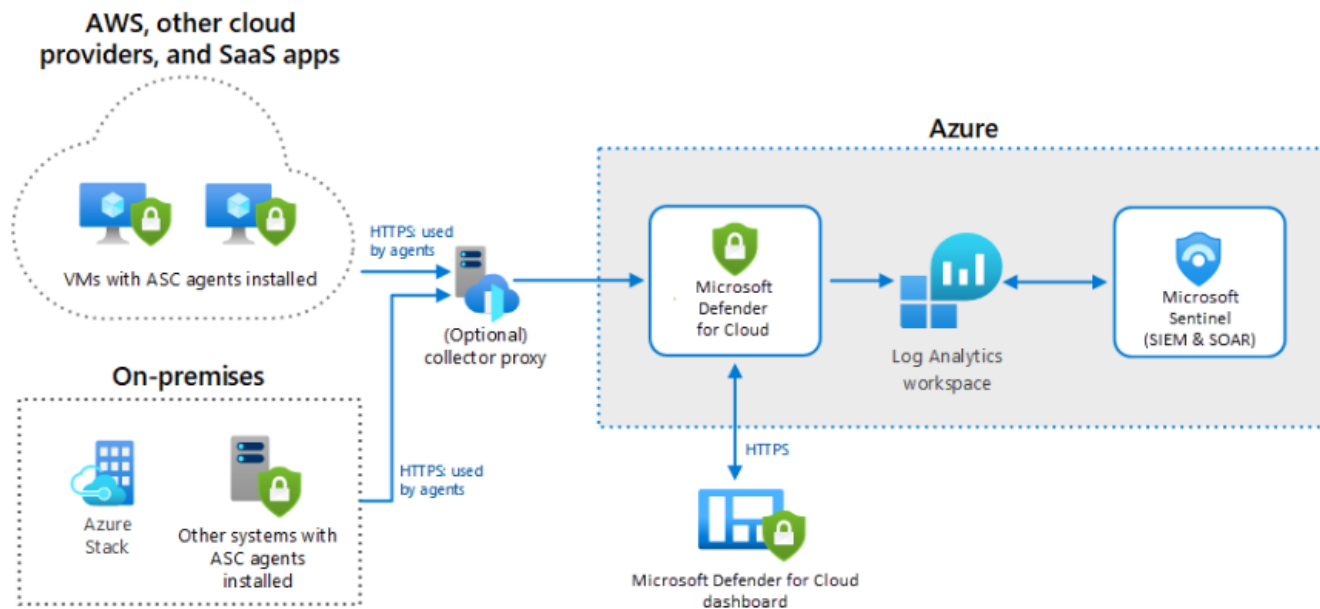 AWS, other cloud
providers, and SaaS apps
VMs with ASC agents installed
HTTPS: used
by agents
(Optional)
collector proxy
On-premises
Azure
Stack
Other systems with
ASC agents
installed
HTTPS: used
by agents
Azure
Microsoft
Defender
for Cloud
Log Analytics
workspace
Microsoft
Sentinel
(SIEM & SOAR)
HTTPS
Microsoft Defender for Cloud
dashboard